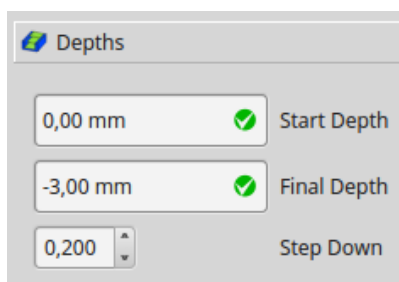 Depths
0,00 mm Start Depth
-3,00 mm Final Depth
0,200 Step Down